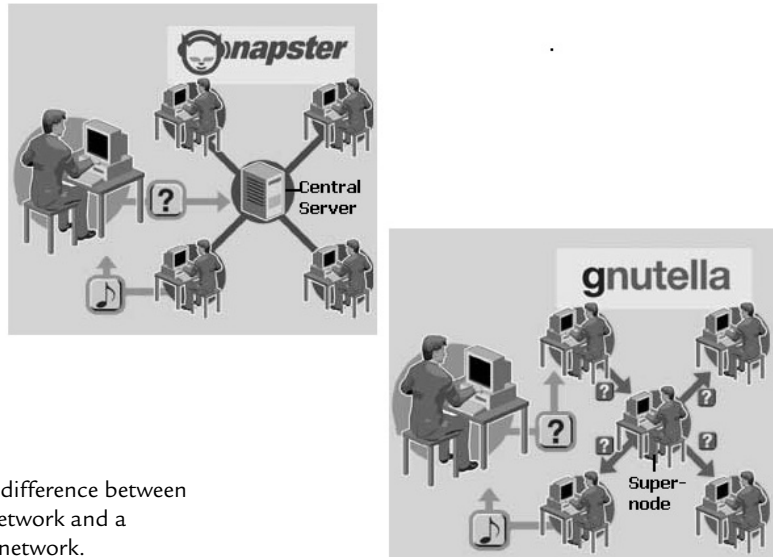 napster
.
?
Central
Server
gnutella
?
?
?
?
?
Super-
node
difference between
etwork and a
network.